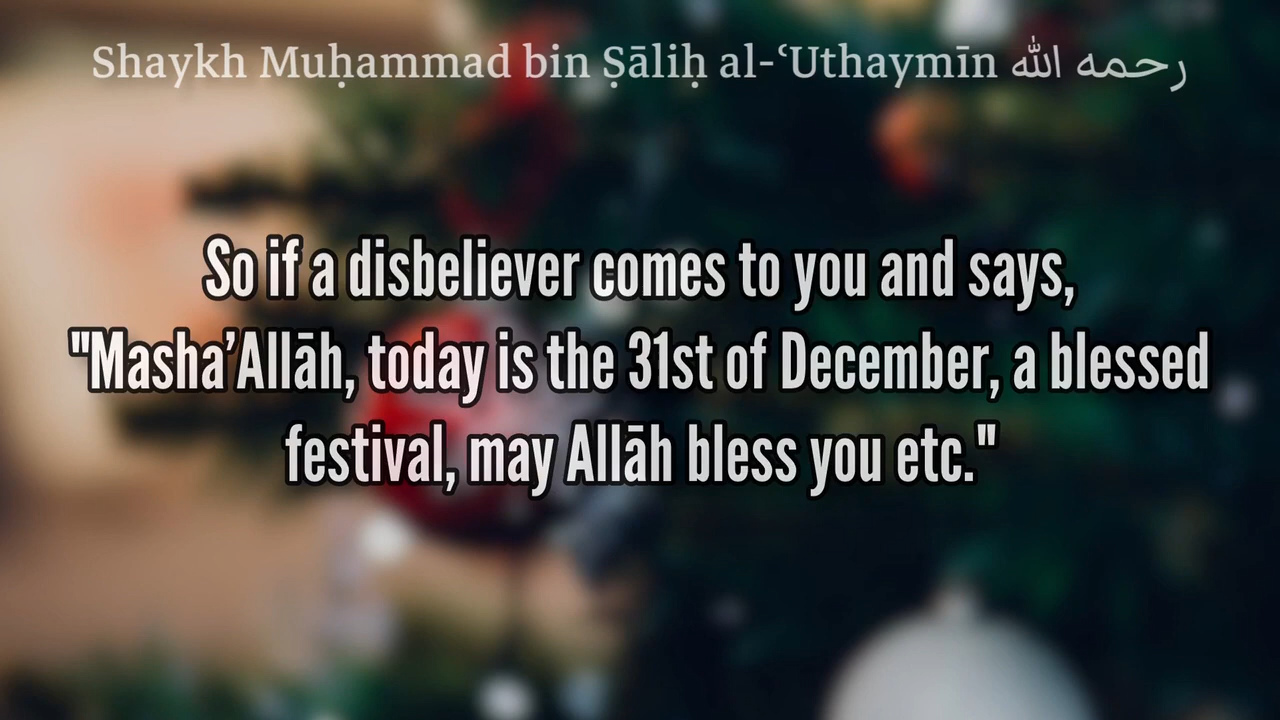 Shaykh Muḥammad bin Ṣāliḥ al-ʿUthaymīn رحمه الله
So if a disbeliever comes to you and says,
"Masha’Allāh, today is the 31st of December, a blessed
festival, may Allāh bless you etc."